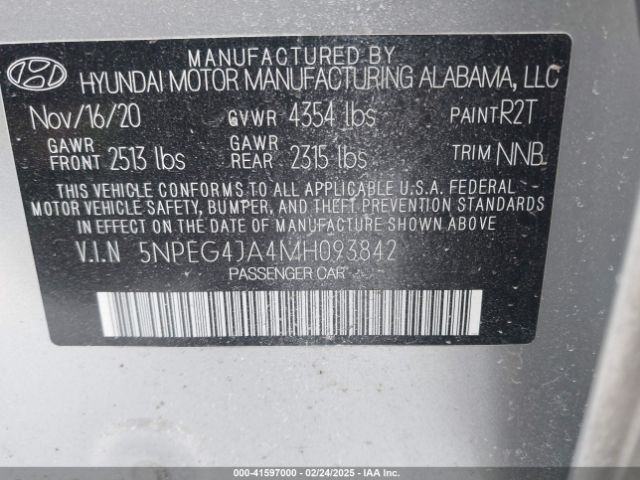 MANUFACTURED BY
HYUNDAI MOTOR MANUFACTURING ALABAMA, LLC
Nov/16/20 GVWR 4354 lbs PAINT R2T
GAWR FRONT 2513 lbs GAWR REAR 2315 lbs TRIM NNB
THIS VEHICLE CONFORMS TO ALL APPLICABLE U.S.A. FEDERAL
MOTOR VEHICLE SAFETY, BUMPER, AND THEFT PREVENTION STANDARDS
IN EFFECT ON THE DATE OF MANUFACTURE SHOWN ABOVE.
V.I.N 5NPEG4JA4MH093842
PASSENGER CAR
000-41597000 - 02/24/2025 - IAA Inc.